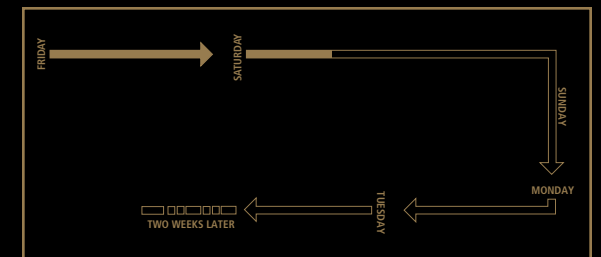 FRIDAY
SATURDAY
SUNDAY
MONDAY
TUESDAY
TWO WEEKS LATER